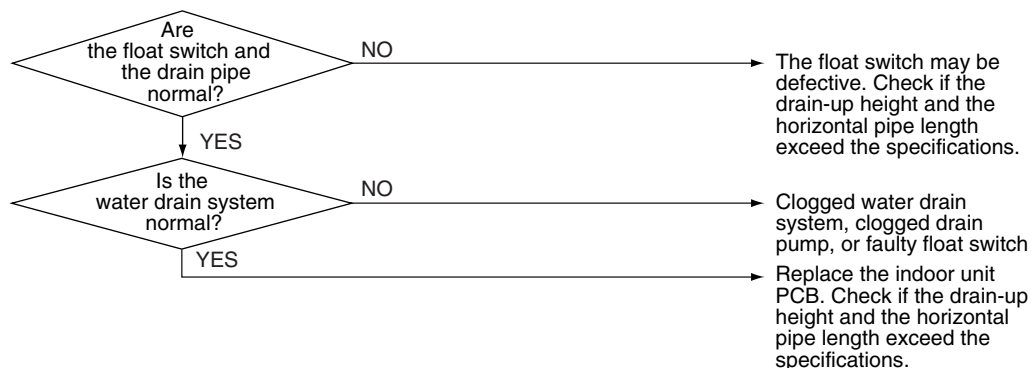 Are
the float switch and
the drain pipe
normal?
NO
The float switch may be
defective. Check if the
drain-up height and the
horizontal pipe length
exceed the specifications.
YES
Is the
water drain system
normal?
NO
Clogged water drain
system, clogged drain
pump, or faulty float switch
YES
Replace the indoor unit
PCB. Check if the drain-up
height and the horizontal
pipe length exceed the
specifications.